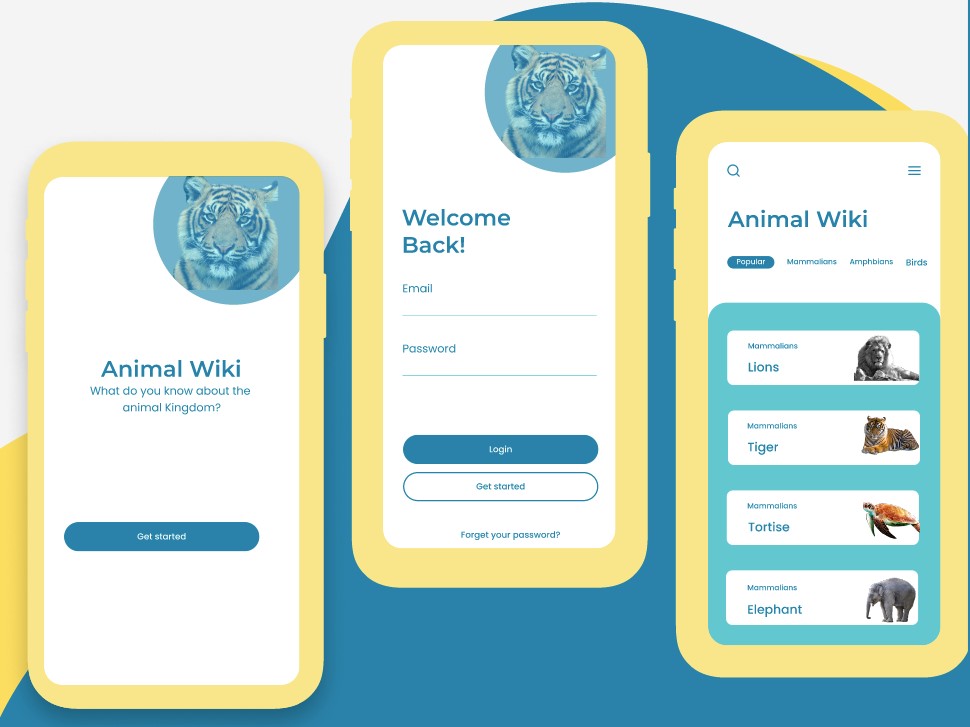 Animal Wiki
What do you know about the
animal Kingdom?
Get started
Welcome
Back!
Email
Password
Login
Get started
Forget your password?
Animal Wiki
Popular Mammalians Amphbians Birds
Mammalians
Lions
Mammalians
Tiger
Mammalians
Tortise
Mammalians
Elephant